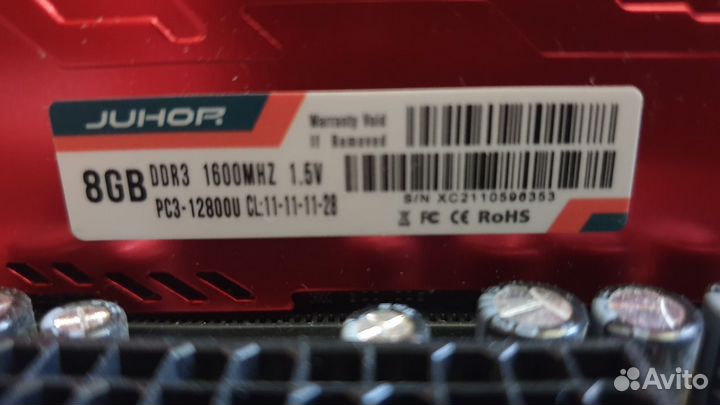 JUHOR
Warranty Void
If Removed
8GB DDR3 1600MHZ 1.5V
PC3-12800U CL:11-11-11-28
S/N XC2110596353
FC CE RoHS
Avito